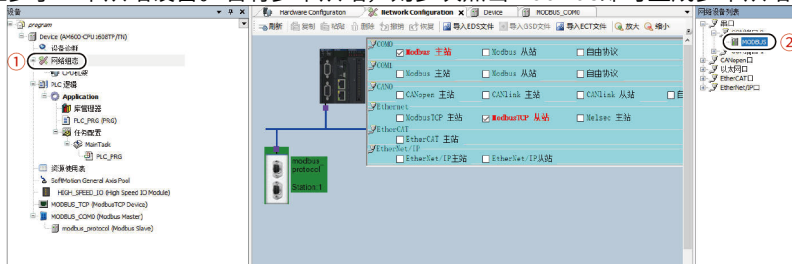 设备
program
Device (AM600-CPU1608TP/TN)
设备诊断
① 网络组态
CPU机架
PLC 逻辑
Application
库管理器
PLC_PRG (PRG)
任务配置
MainTask
PLC_PRG
资源使用表
SoftMotion General Axis Pool
HIGH_SPEED_IO (High Speed IO Module)
MODBUS_TCP (ModbusTCP Device)
MODBUS_COM0 (Modbus Master)
modbus_protocol (Modbus Slave)
Hardware Configuration
Network Configuration
Device
MODBUS_COM0
刷新 复制 粘贴 删除 撤销 恢复 导入EDS文件 导入GSD文件 导入ECT文件 放大 缩小
COM0
Modbus 主站 Modbus 从站 自由协议
COM1
Modbus 主站 Modbus 从站 自由协议
CAN0
CANopen 主站 CANlink 主站 CANlink 从站
Ethernet
ModbusTCP 主站 ModbusTCP 从站 Melsec 主站
EtherCAT
EtherCAT 主站
EtherNet/IP
EtherNet/IP主站 EtherNet/IP从站
modbus_
protocol
Station:1
网络设备列表
串口
MODBUS ②
CANopen口
以太网口
EtherCAT口
EtherNet/IP口